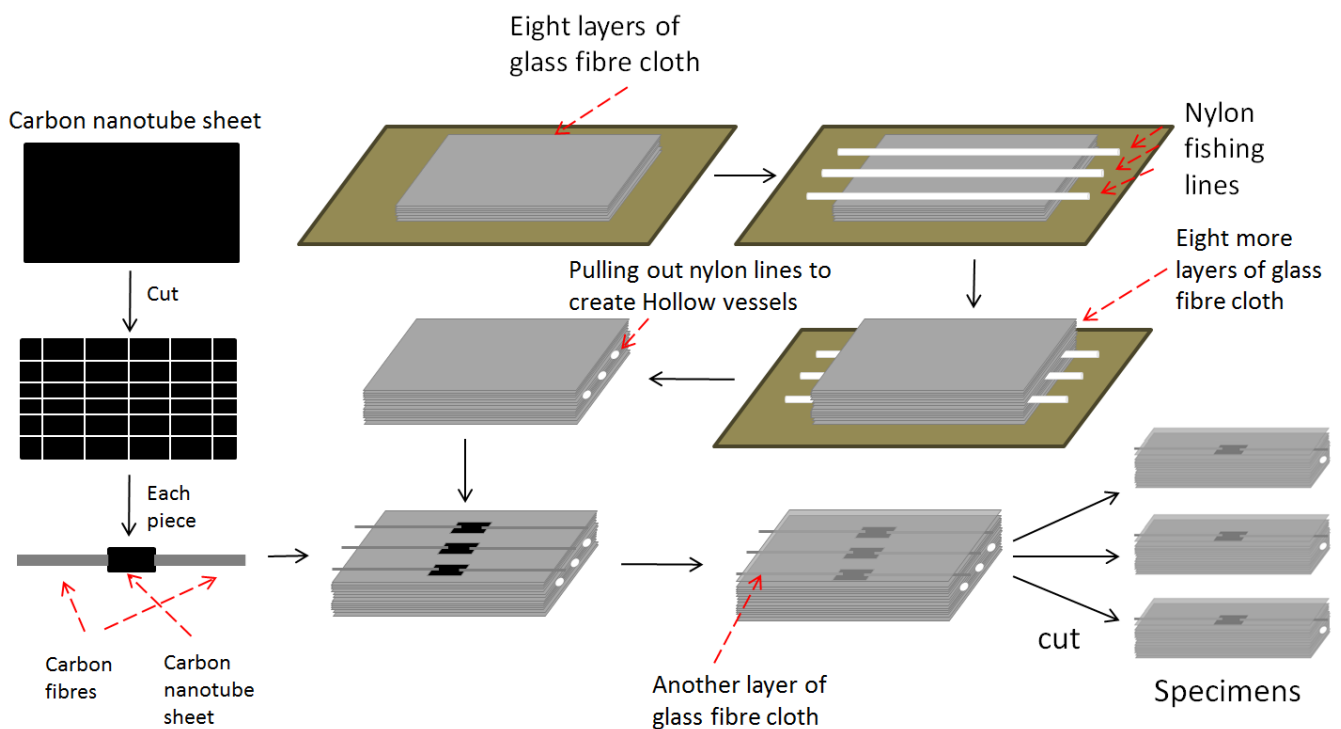 Eight layers of
glass fibre cloth
Carbon nanotube sheet
Nylon
fishing
lines
Cut
Pulling out nylon lines to
create Hollow vessels
Eight more
layers of glass
fibre cloth
Each
piece
Carbon
fibres
Carbon
nanotube
sheet
Another layer of
glass fibre cloth
cut
Specimens